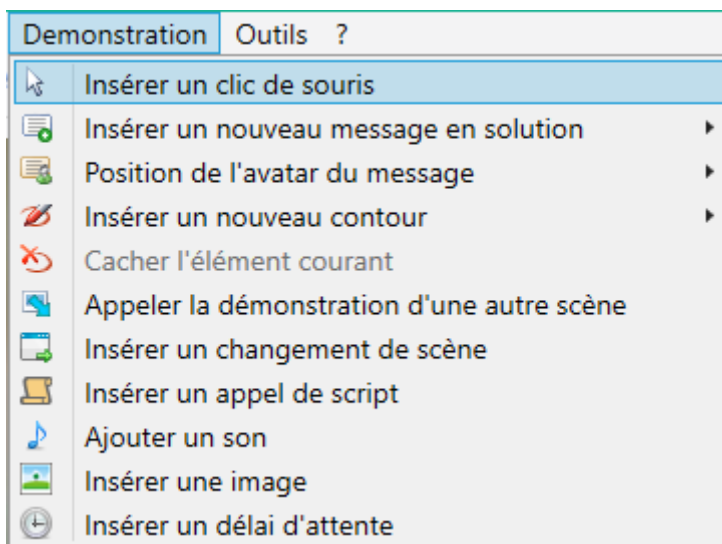 Demonstration Outils ?
Insérer un clic de souris
Insérer un nouveau message en solution
Position de l'avatar du message
Insérer un nouveau contour
Cacher l'élément courant
Appeler la démonstration d'une autre scène
Insérer un changement de scène
Insérer un appel de script
Ajouter un son
Insérer une image
Insérer un délai d'attente